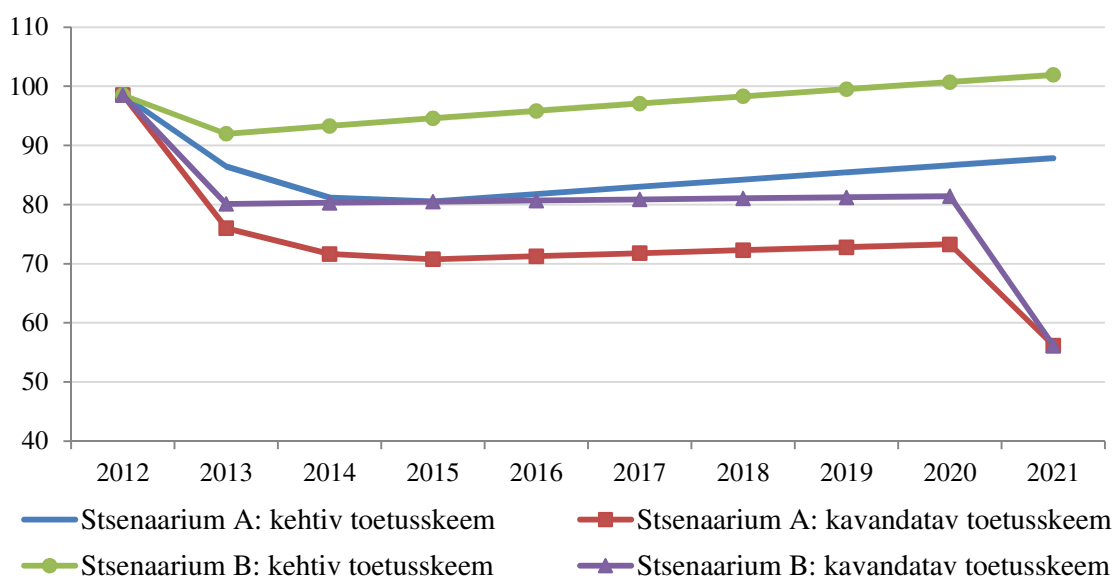 110
100
90
80
70
60
50
40
2012 2013 2014 2015 2016 2017 2018 2019 2020 2021
Stsenaarium A: kehtiv toetusskeem Stsenaarium A: kavandatav toetusskeem
Stsenaarium B: kehtiv toetusskeem Stsenaarium B: kavandatav toetusskeem